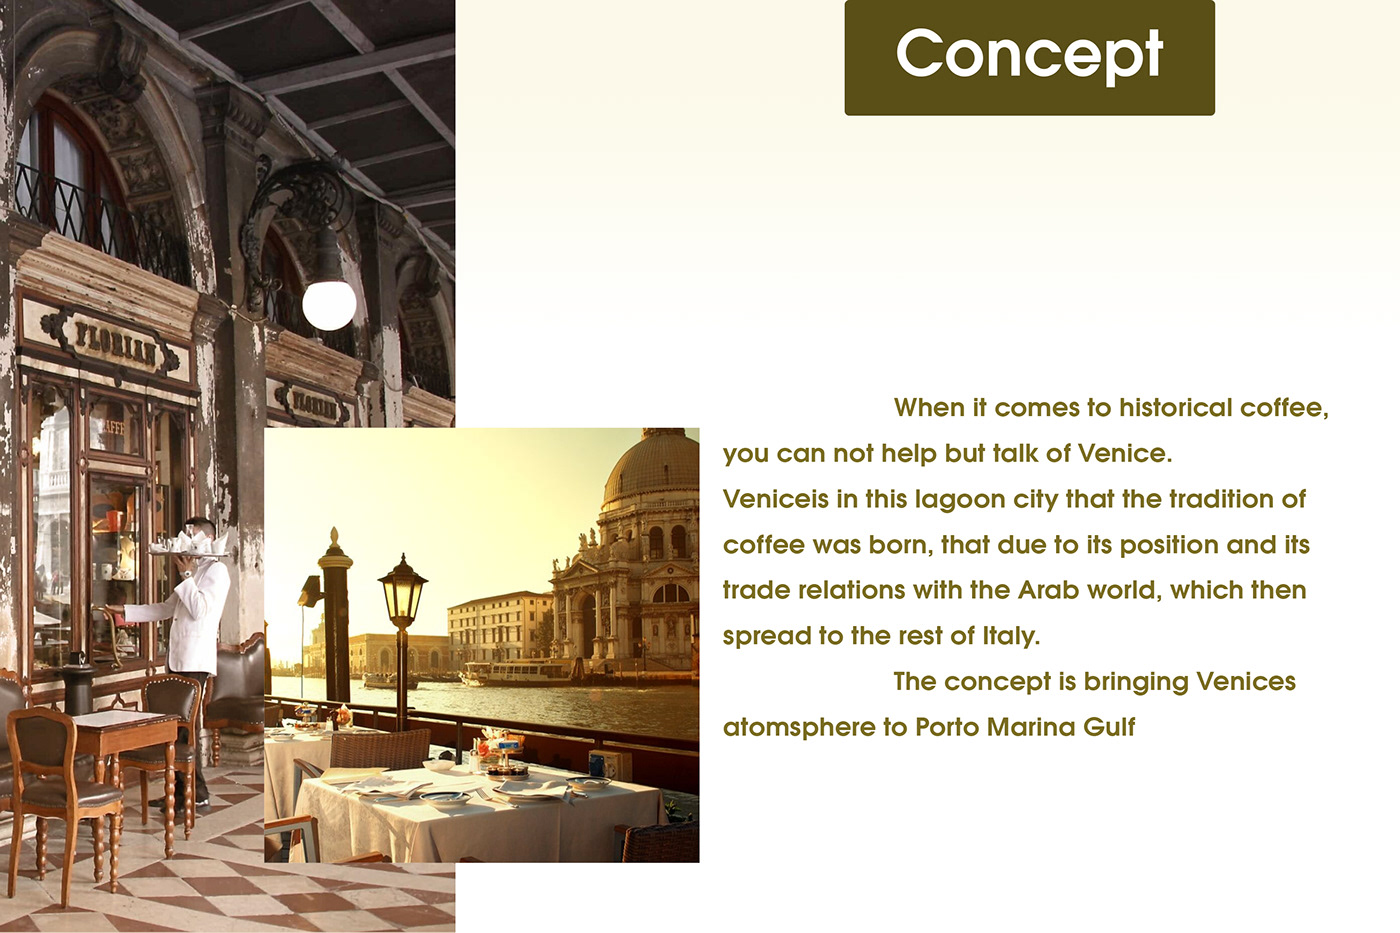 Concept
FLORIAN
FLORIAN
CAFFE
When it comes to historical coffee,
you can not help but talk of Venice.
Veniceis in this lagoon city that the tradition of
coffee was born, that due to its position and its
trade relations with the Arab world, which then
spread to the rest of Italy.
The concept is bringing Venices
atomsphere to Porto Marina Gulf